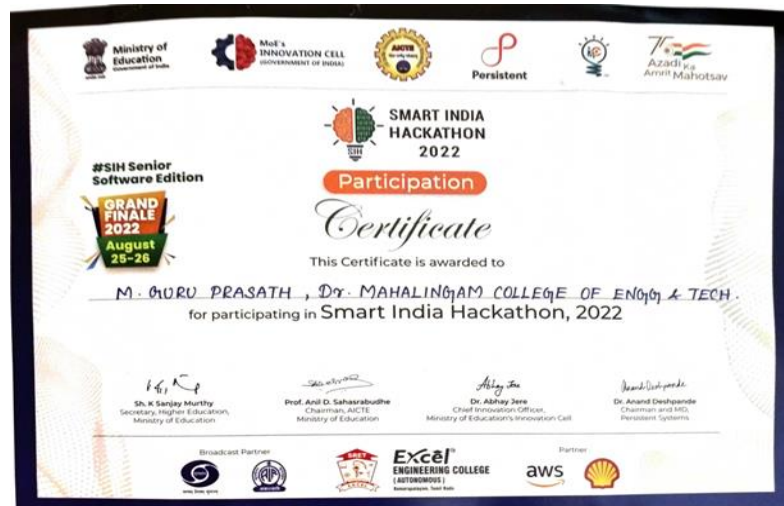 Ministry of
Education
Government of India
MoE's
INNOVATION CELL
(GOVERNMENT OF INDIA)
AICTE
Persistent
Azadi Ka
Amrit Mahotsav
SMART INDIA
HACKATHON
2022
SIH
#SIH Senior
Software Edition
GRAND
FINALE
2022
August
25-26
Participation
Certificate
This Certificate is awarded to
M. GURU PRASATH, Dr. MAHALINGAM COLLEGE OF ENGG & TECH.
for participating in Smart India Hackathon, 2022
Sh. K Sanjay Murthy
Secretary, Higher Education,
Ministry of Education
Prof. Anil D. Sahasrabudhe
Chairman, AICTE
Ministry of Education
Dr. Abhay Jere
Chief Innovation Officer,
Ministry of Education's Innovation Cell
Dr. Anand Deshpande
Chairman and MD,
Persistent Systems
Broadcast Partner
Partner
EXCEL
ENGINEERING COLLEGE
(AUTONOMOUS)
Komarapalayam, Tamil Nadu
aws